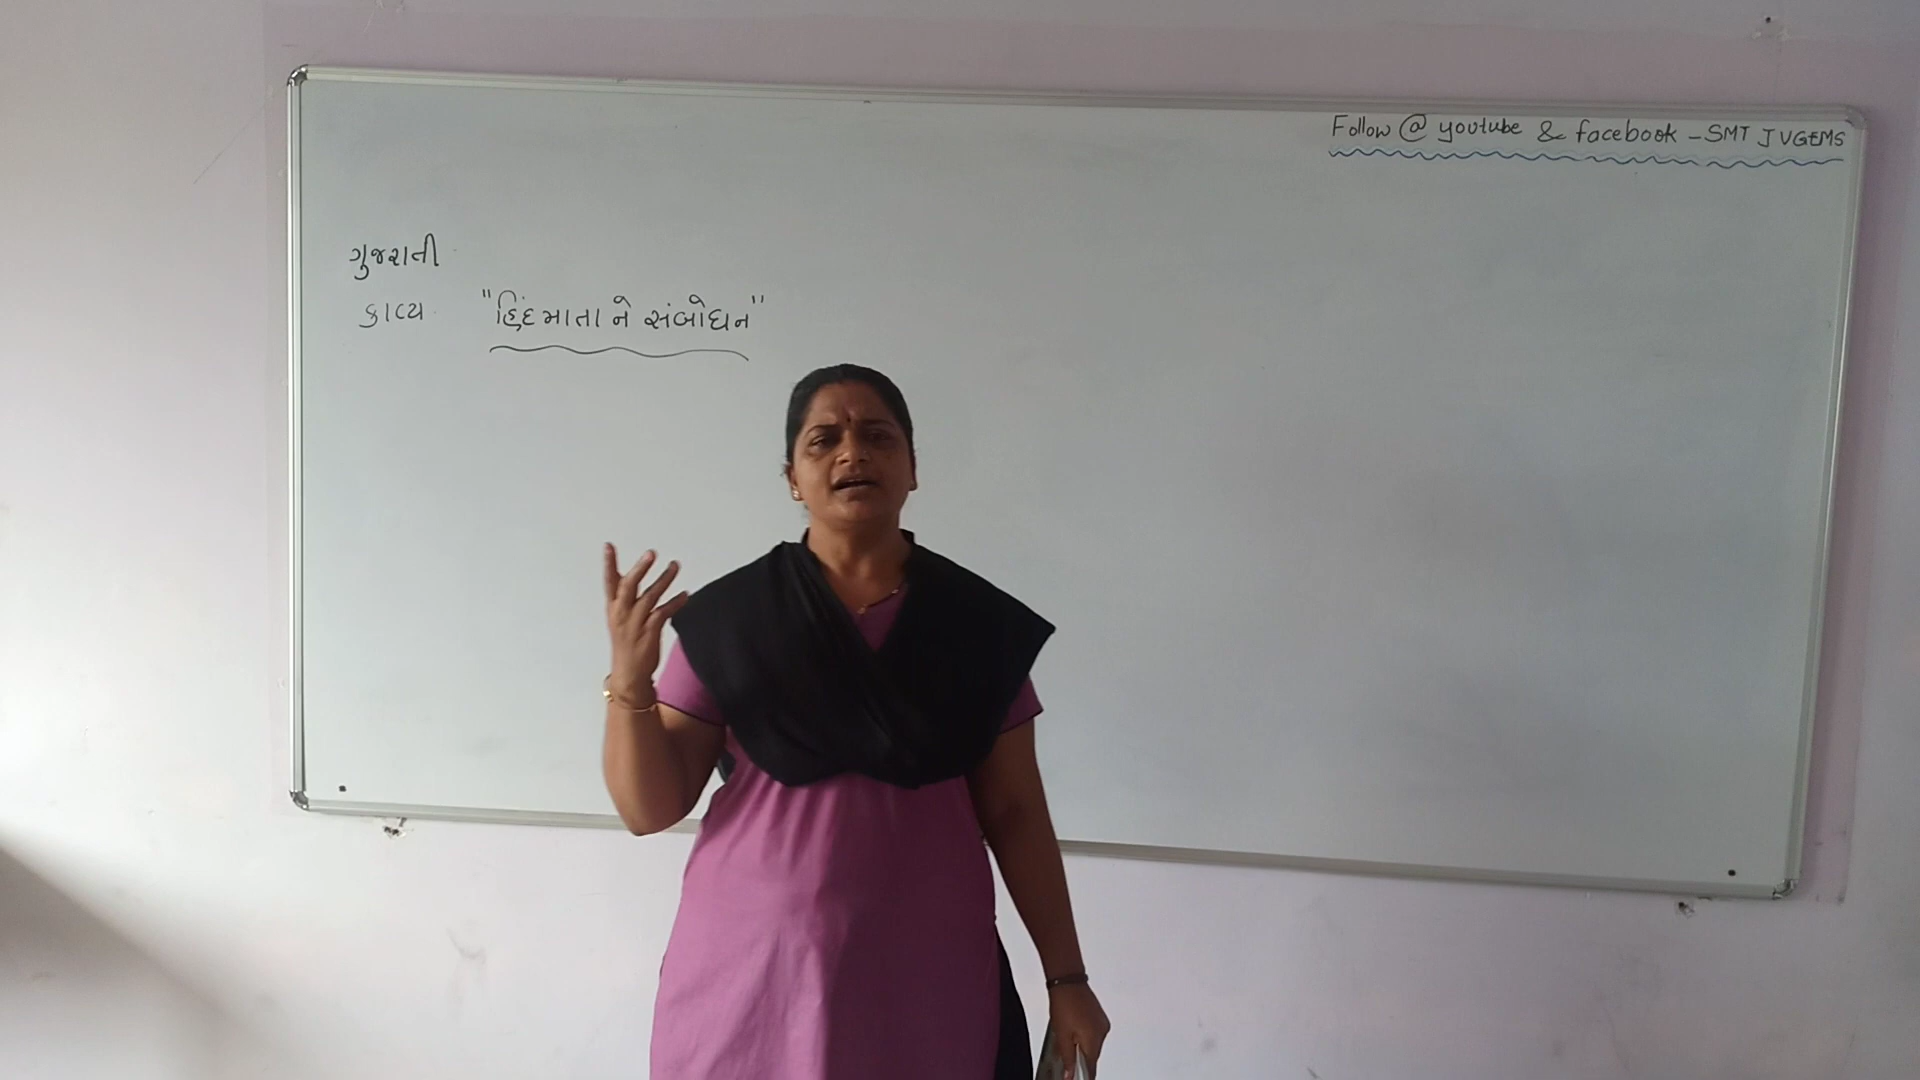 Follow @ youtube & facebook - SMT JVGEMS
ગુજરાતી
કાવ્ય "હિંદમાતા ને સંબોધન"